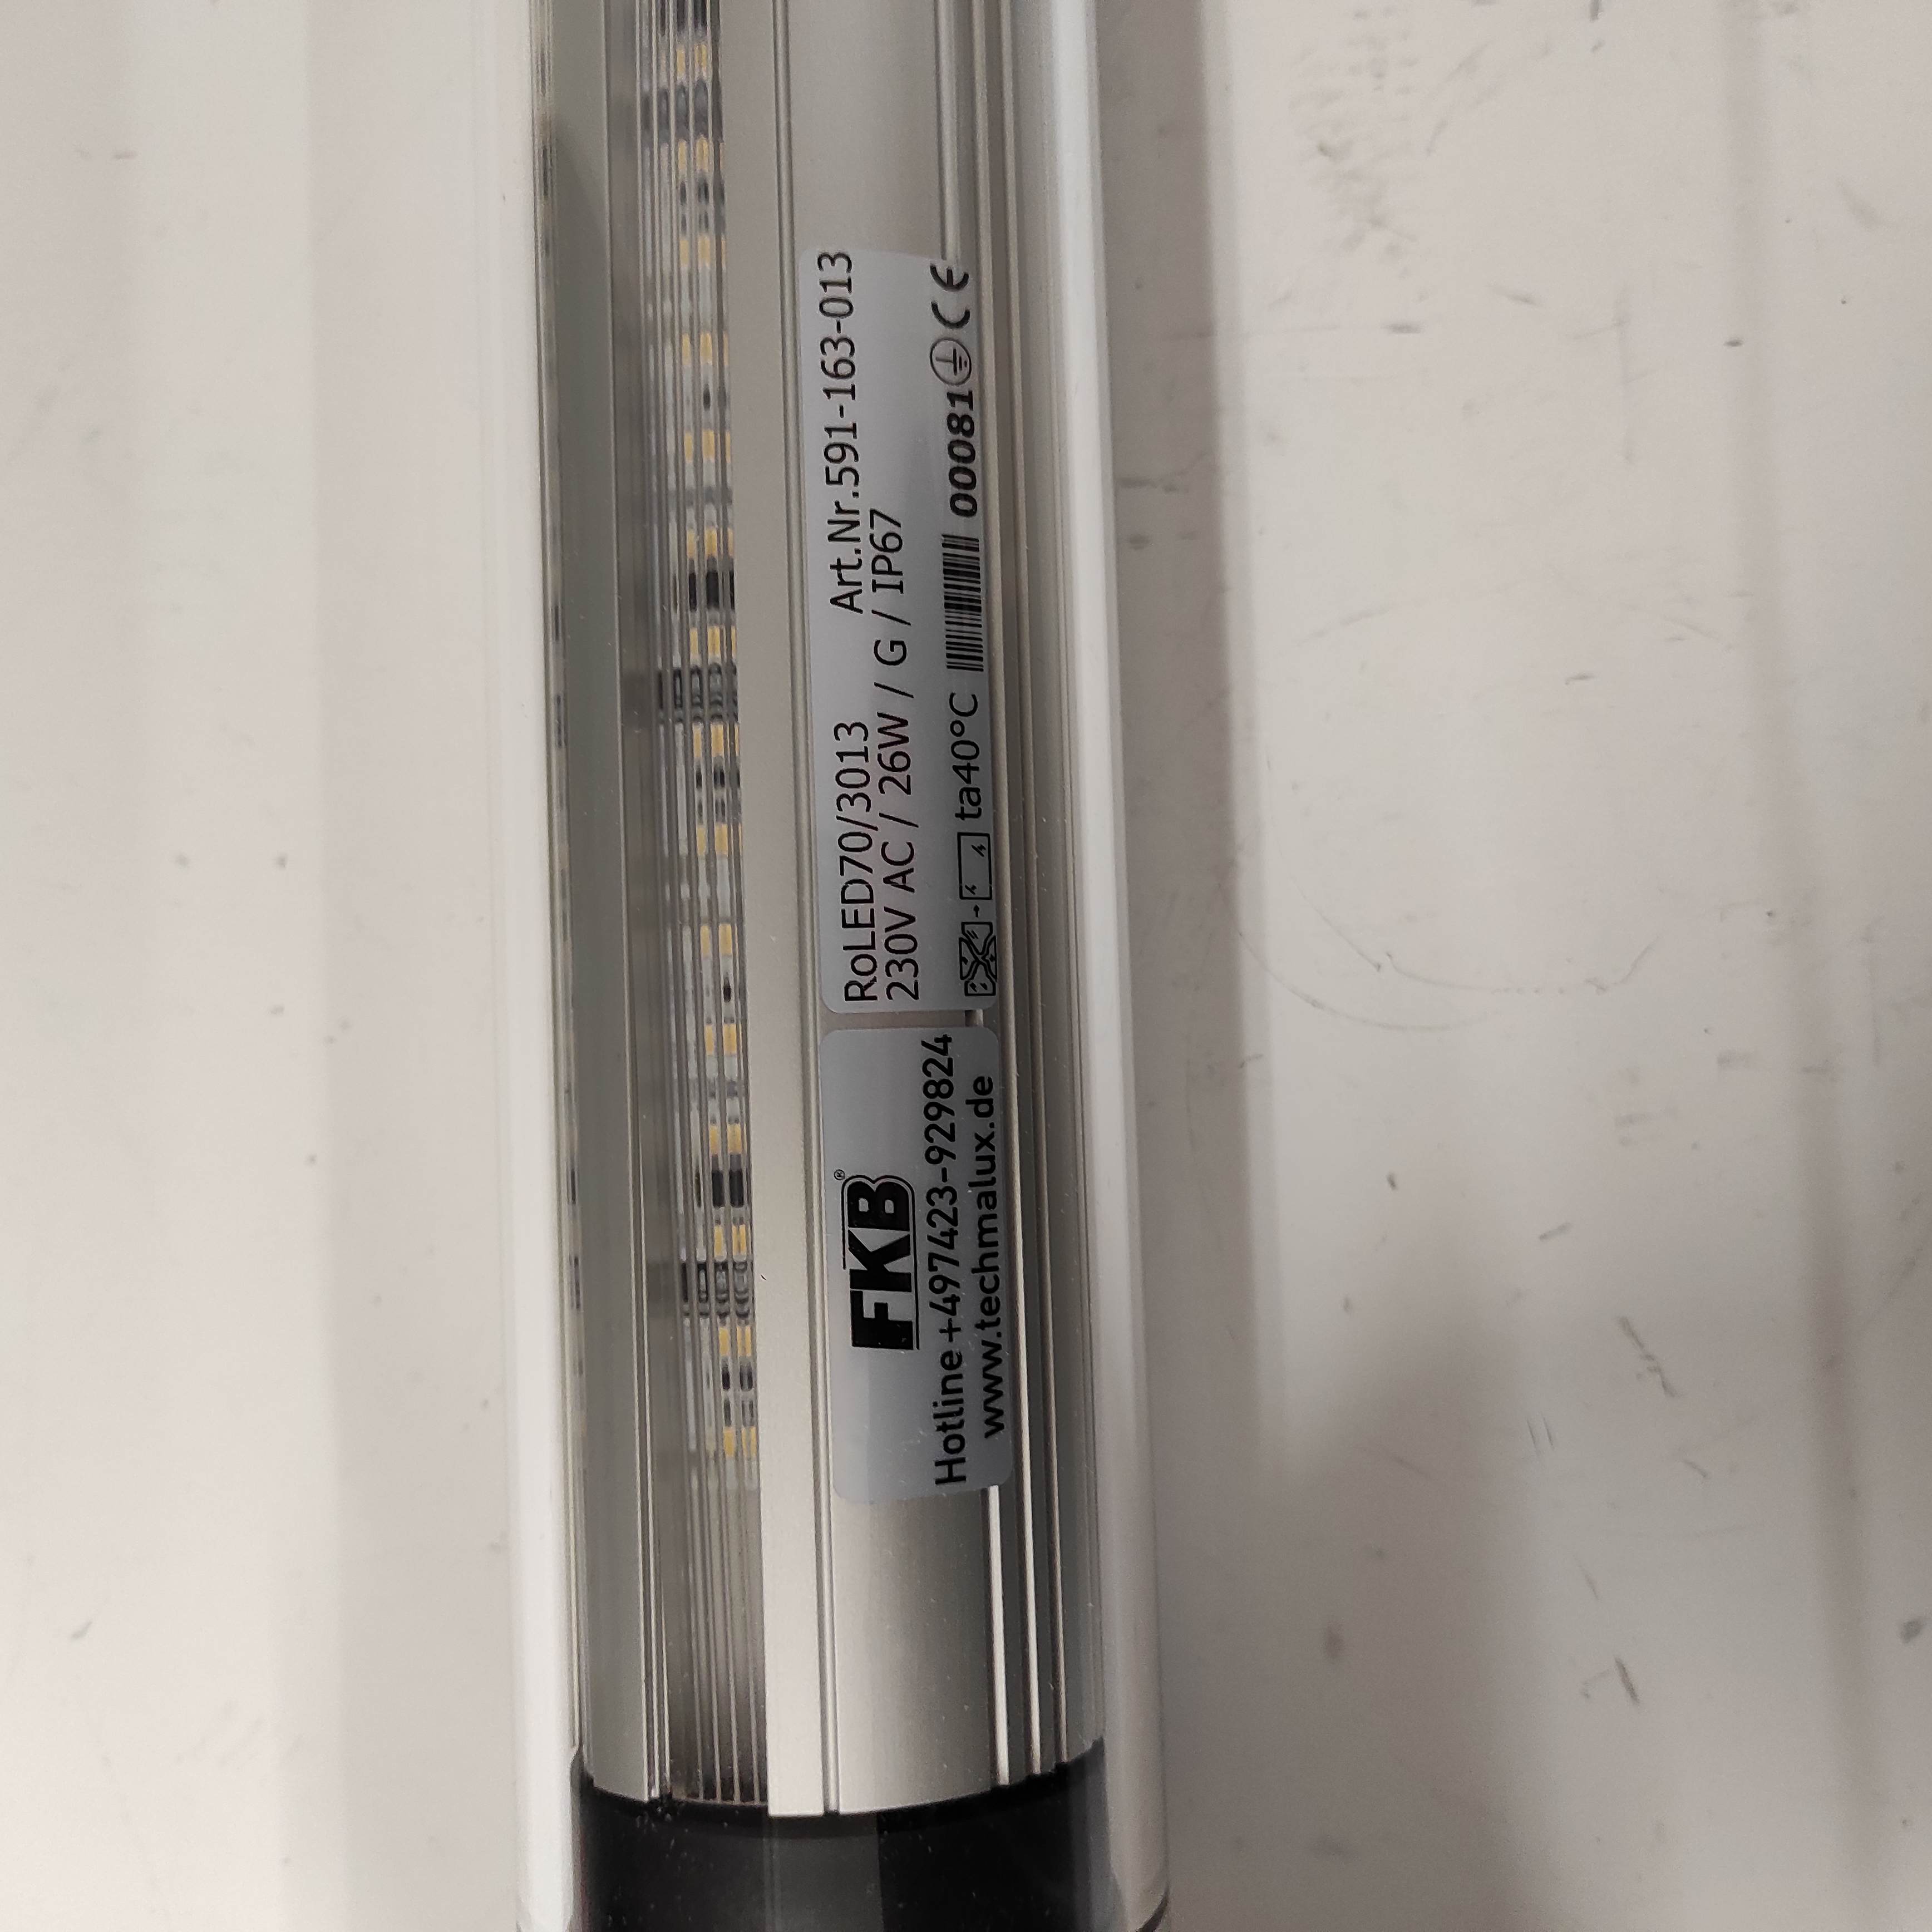 RoLED70/3013 Art.Nr.591-163-013
230V AC / 26W / G / IP67
ta40°C 00081 CE
FKB®
Hotline +497423-929824
www.techmalux.de